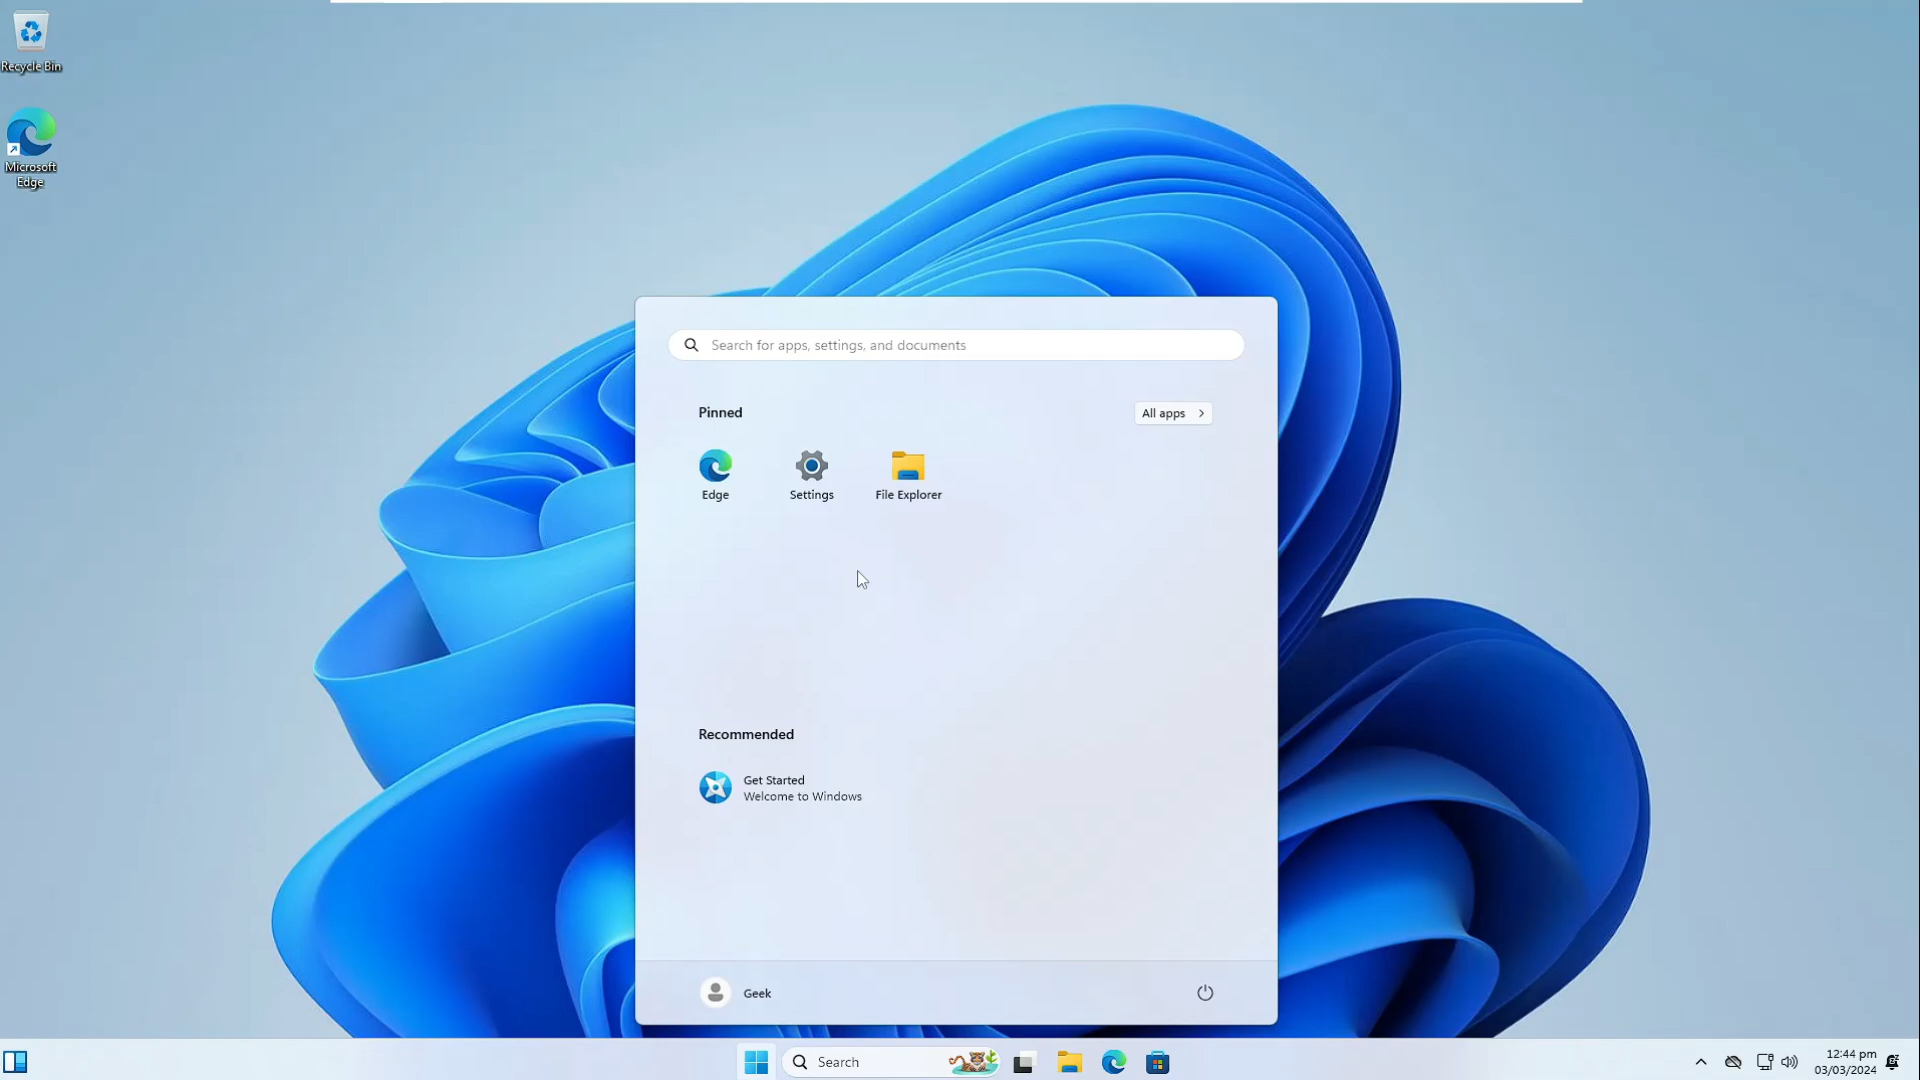 Recycle Bin
Microsoft
Edge
Search for apps, settings, and documents
Pinned
All apps
Edge
Settings
File Explorer
Recommended
Get Started
Welcome to Windows
Geek
Search
12:44 pm
03/03/2024